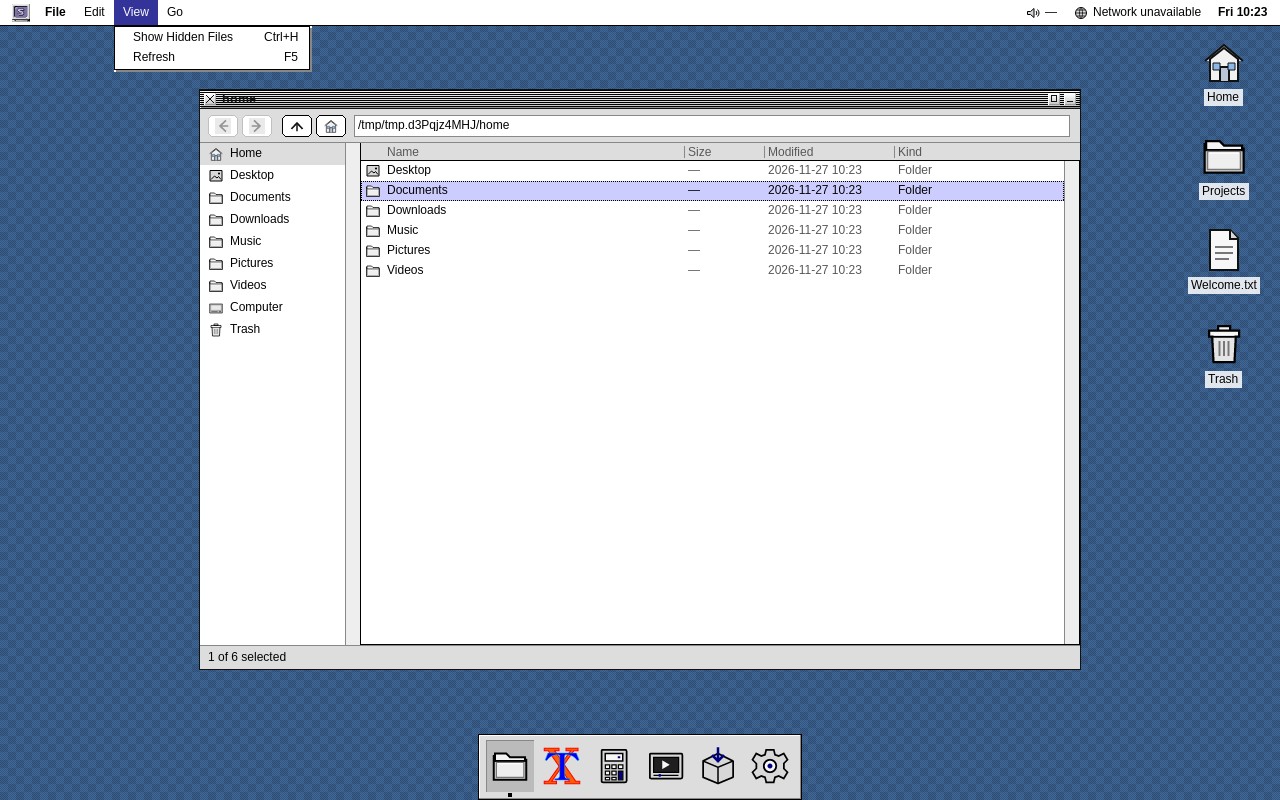 File Edit View Go — Network unavailable Fri 10:23
Show Hidden Files Ctrl+H
Refresh F5
home
/tmp/tmp.d3Pqjz4MHJ/home
Home
Desktop
Documents
Downloads
Music
Pictures
Videos
Computer
Trash
Name Size Modified Kind
Desktop — 2026-11-27 10:23 Folder
Documents — 2026-11-27 10:23 Folder
Downloads — 2026-11-27 10:23 Folder
Music — 2026-11-27 10:23 Folder
Pictures — 2026-11-27 10:23 Folder
Videos — 2026-11-27 10:23 Folder
1 of 6 selected
Home
Projects
Welcome.txt
Trash